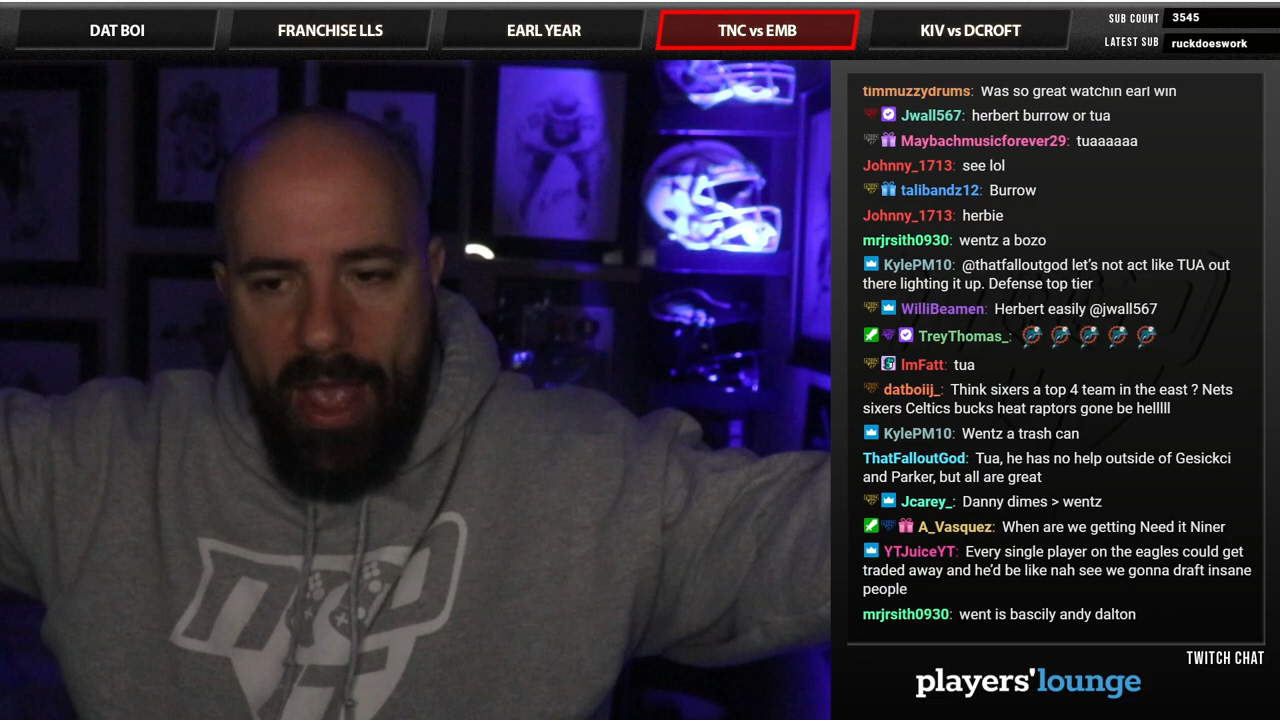 DAT BOI
FRANCHISE LLS
EARL YEAR
TNC vs EMB
KIV vs DCROFT
SUB COUNT 3545
LATEST SUB ruckdoeswork
timmuzzydrums: Was so great watchin earl win
Jwall567: herbert burrow or tua
Maybachmusicforever29: tuaaaaaa
Johnny_1713: see lol
talibandz12: Burrow
Johnny_1713: herbie
mrjrsith0930: wentz a bozo
KylePM10: @thatfalloutgod let's not act like TUA out
there lighting it up. Defense top tier
WilliBeamen: Herbert easily @jwall567
TreyThomas_:
ImFatt: tua
datboiij_: Think sixers a top 4 team in the east ? Nets
sixers Celtics bucks heat raptors gone be hellll
KylePM10: Wentz a trash can
ThatFalloutGod: Tua, he has no help outside of Gesickci
and Parker, but all are great
Jcarey_: Danny dimes > wentz
A_Vasquez: When are we getting Need it Niner
YTJuiceYT: Every single player on the eagles could get
traded away and he'd be like nah see we gonna draft insane
people
mrjrsith0930: went is bascily andy dalton
TWITCH CHAT
players'lounge